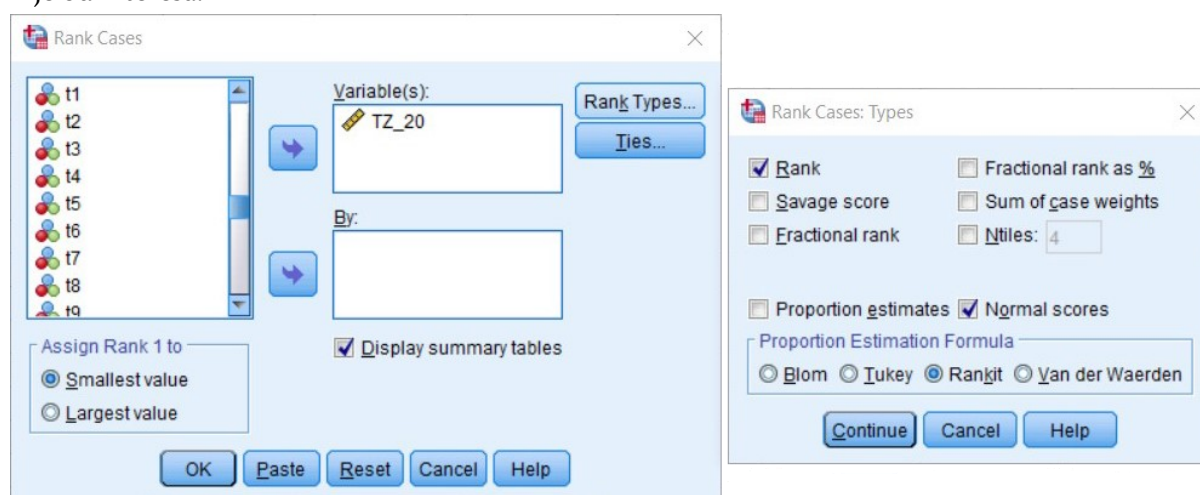 Rank Cases
t1
t2
t3
t4
t5
t6
t7
t8
t9
Variable(s):
TZ_20
Rank Types...
Ties...
By:
Assign Rank 1 to
Smallest value
Largest value
Display summary tables
OK
Paste
Reset
Cancel
Help
Rank Cases: Types
Rank
Fractional rank as %
Savage score
Sum of case weights
Fractional rank
Ntiles: 4
Proportion estimates
Normal scores
Proportion Estimation Formula
Blom
Tukey
Rankit
Van der Waerden
Continue
Cancel
Help